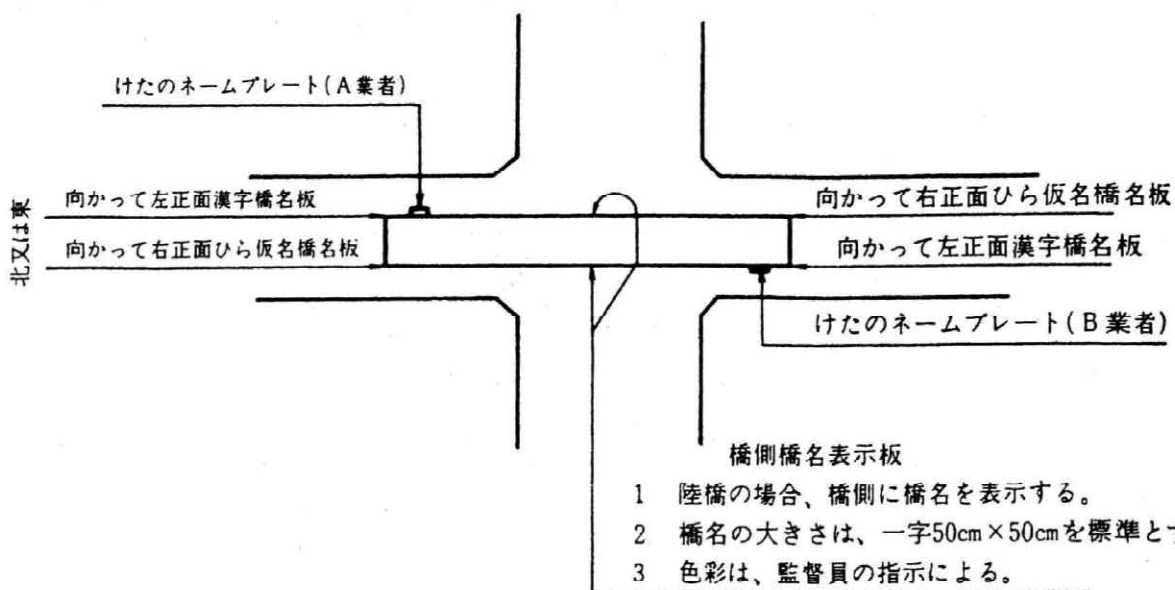 けたのネームプレート(A業者)
北又は東
向かって左正面漢字橋名板
向かって右正面ひら仮名橋名板
向かって右正面ひら仮名橋名板
向かって左正面漢字橋名板
けたのネームプレート(B業者)
橋側橋名表示板
1 陸橋の場合、橋側に橋名を表示する。
2 橋名の大きさは、一字50cm×50cmを標準とす
3 色彩は、監督員の指示による。